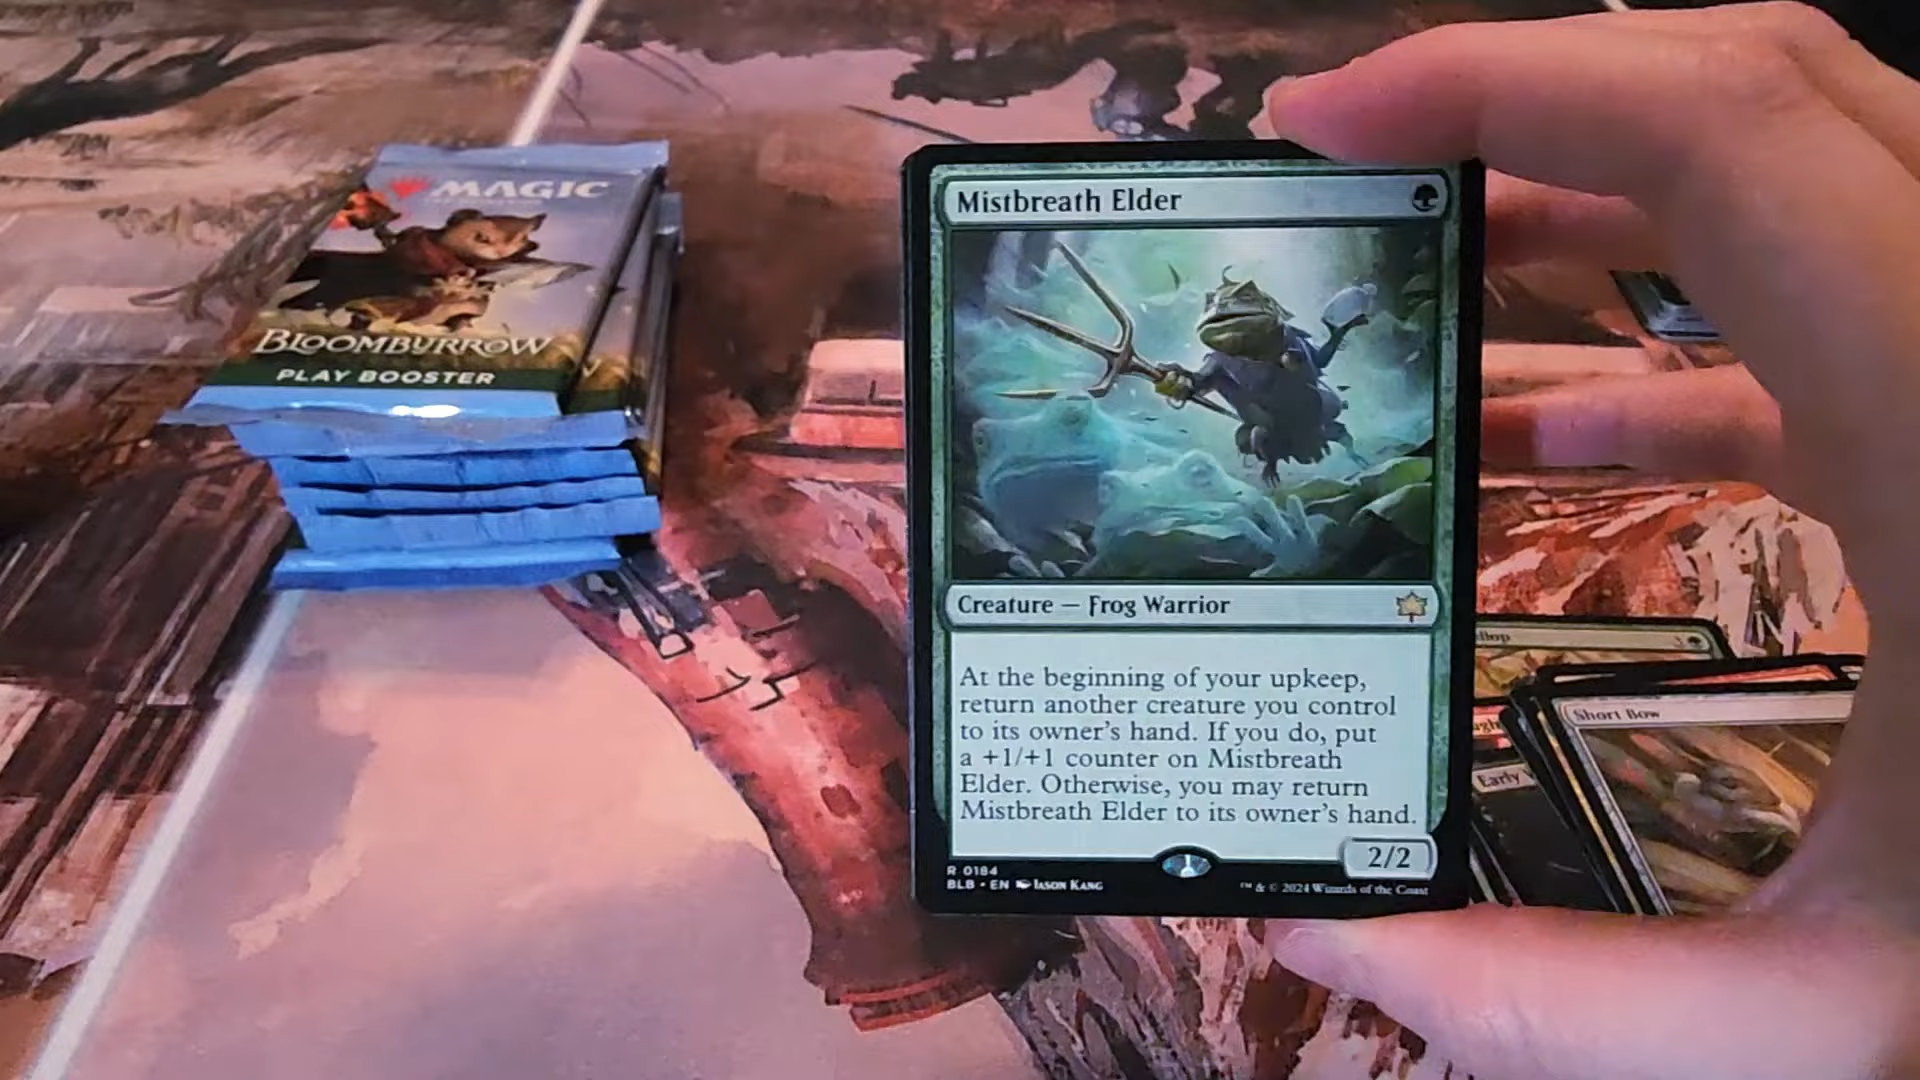 MAGIC
BLOOMBURROW
PLAY BOOSTER
Mistbreath Elder
Creature — Frog Warrior
At the beginning of your upkeep,
return another creature you control
to its owner's hand. If you do, put
a +1/+1 counter on Mistbreath
Elder. Otherwise, you may return
Mistbreath Elder to its owner's hand.
2/2
R 0184
BLB • EN Jason Kang
™ & © 2024 Wizards of the Coast
Short Bow
Early